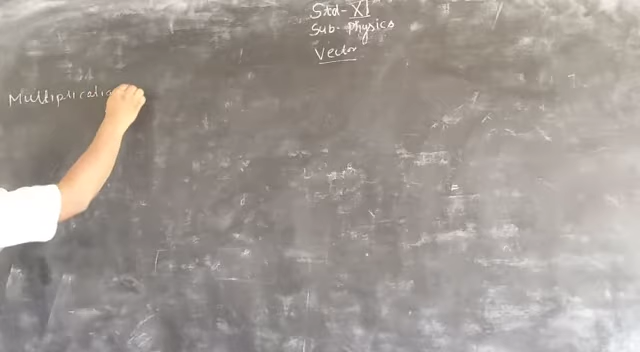 Std- XI
Sub- physics
Vector
Multiplicatio